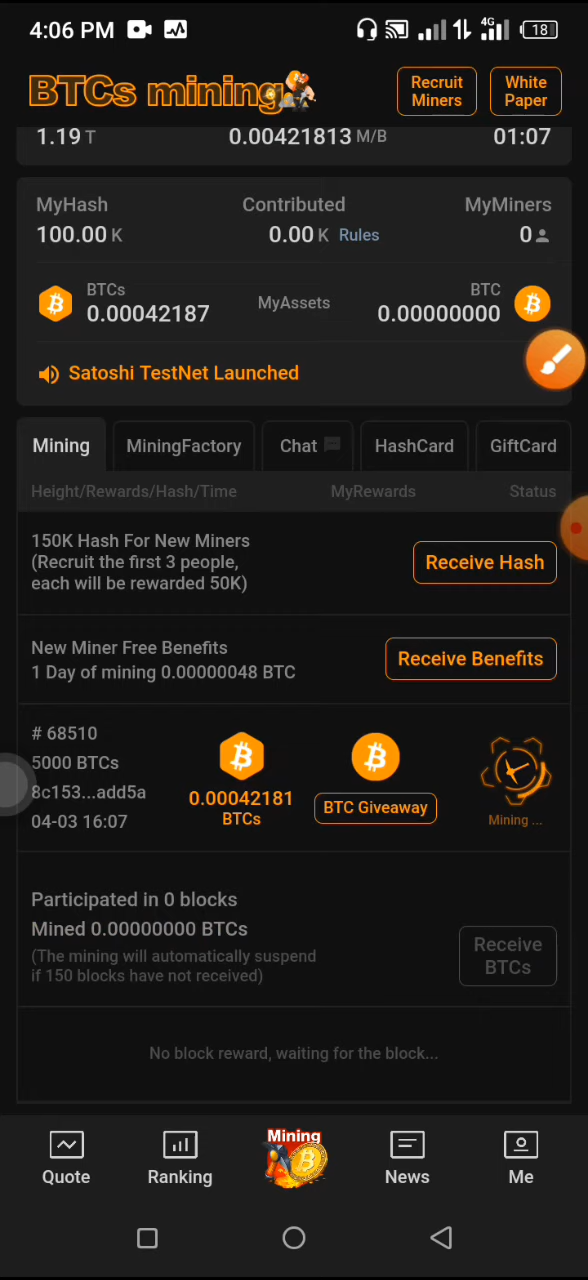 4:06 PM
4G
18
BTCs mining
Recruit
Miners
White
Paper
1.19 T
0.00421813 M/B
01:07
MyHash
Contributed
MyMiners
100.00 K
0.00 K Rules
0
BTCs
0.00042187
MyAssets
BTC
0.00000000
Satoshi TestNet Launched
Mining
MiningFactory
Chat
HashCard
GiftCard
Height/Rewards/Hash/Time
MyRewards
Status
150K Hash For New Miners
(Recruit the first 3 people,
each will be rewarded 50K)
Receive Hash
New Miner Free Benefits
1 Day of mining 0.00000048 BTC
Receive Benefits
# 68510
5000 BTCs
8c153...add5a
04-03 16:07
0.00042181
BTCs
BTC Giveaway
Mining ...
Participated in 0 blocks
Mined 0.00000000 BTCs
(The mining will automatically suspend
if 150 blocks have not received)
Receive
BTCs
No block reward, waiting for the block...
Mining
Quote
Ranking
News
Me